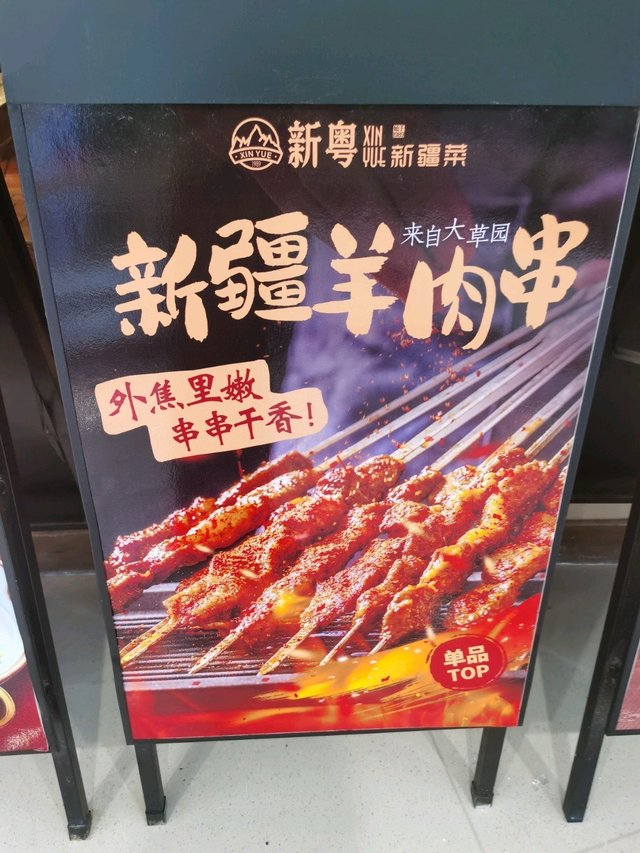 XIN YUE
新粤 XIN YUE 新疆菜
来自大草园
新疆羊肉串
外焦里嫩
串串干香！
单品
TOP